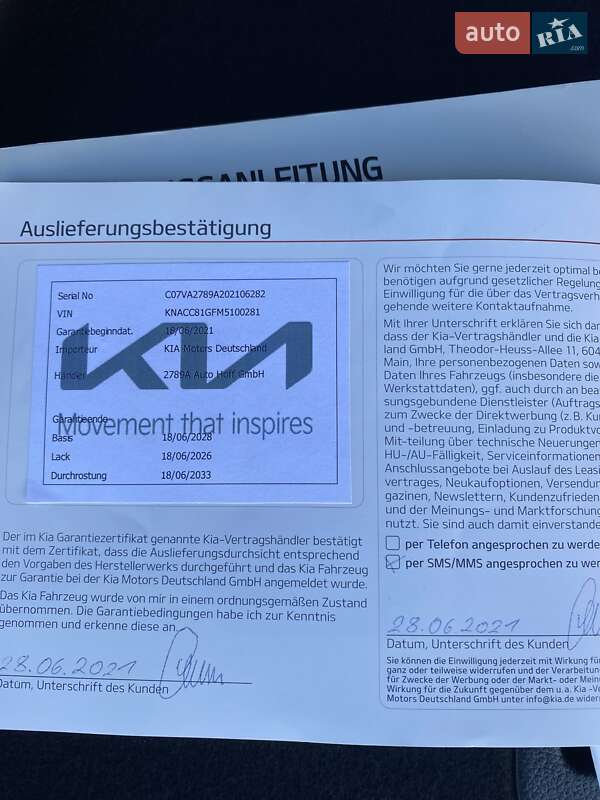 auto RIA .com
SSANLEITUNG
Auslieferungsbestätigung
Serial No C07VA2789A202106282
VIN KNACC81GFM5100281
Garantiebeginndat. 18/06/2021
Importeur KIA Motors Deutschland
Händler 2789A Auto Hoff GmbH
Garantieende
Movement that inspires
Basis 18/06/2028
Lack 18/06/2026
Durchrostung 18/06/2033
Der im Kia Garantiezertifikat genannte Kia-Vertragshändler bestätigt
mit dem Zertifikat, dass die Auslieferungsdurchsicht entsprechend
den Vorgaben des Herstellerwerks durchgeführt und das Kia Fahrzeug
zur Garantie bei der Kia Motors Deutschland GmbH angemeldet wurde.
Das Kia Fahrzeug wurde von mir in einem ordnungsgemäßen Zustand
übernommen. Die Garantiebedingungen habe ich zur Kenntnis
genommen und erkenne diese an.
28.06.2021
Datum, Unterschrift des Kunden
Wir möchten Sie gerne jederzeit optimal be
benötigen aufgrund gesetzlicher Regelung
Einwilligung für die über das Vertragsverh
gehende weitere Kontaktaufnahme.
Mit Ihrer Unterschrift erklären Sie sich dar
dass der Kia-Vertragshändler und die Kia
land GmbH, Theodor-Heuss-Allee 11, 604
Main, Ihre personenbezogenen Daten sow
Daten Ihres Fahrzeugs (insbesondere die
Werkstattdaten), ggf. auch durch an bea
sungsgebundene Dienstleister (Auftrags
zum Zwecke der Direktwerbung (z.B. Ku
und -betreuung, Einladung zu Produktvo
Mit-teilung über technische Neuerungen
HU-/AU-Fälligkeit, Serviceinformationen
Anschlussangebote bei Auslauf des Leasi
vertrages, Neukaufoptionen, Versendun
gazinen, Newslettern, Kundenzufrieden
und der Meinungs- und Marktforschung
nutzt. Sie sind auch damit einverstande
per Telefon angesprochen zu werde
per SMS/MMS angesprochen zu wer
28.06.2021
Datum, Unterschrift des Kunden
Sie können die Einwilligung jederzeit mit Wirkung für
ganz oder teilweise widerrufen und der Verarbeitung
für Zwecke der Werbung oder der Markt- oder Meinu
Wirkung für die Zukunft gegenüber dem u. a. Kia -Ve
Motors Deutschland GmbH unter info@kia.de widerr